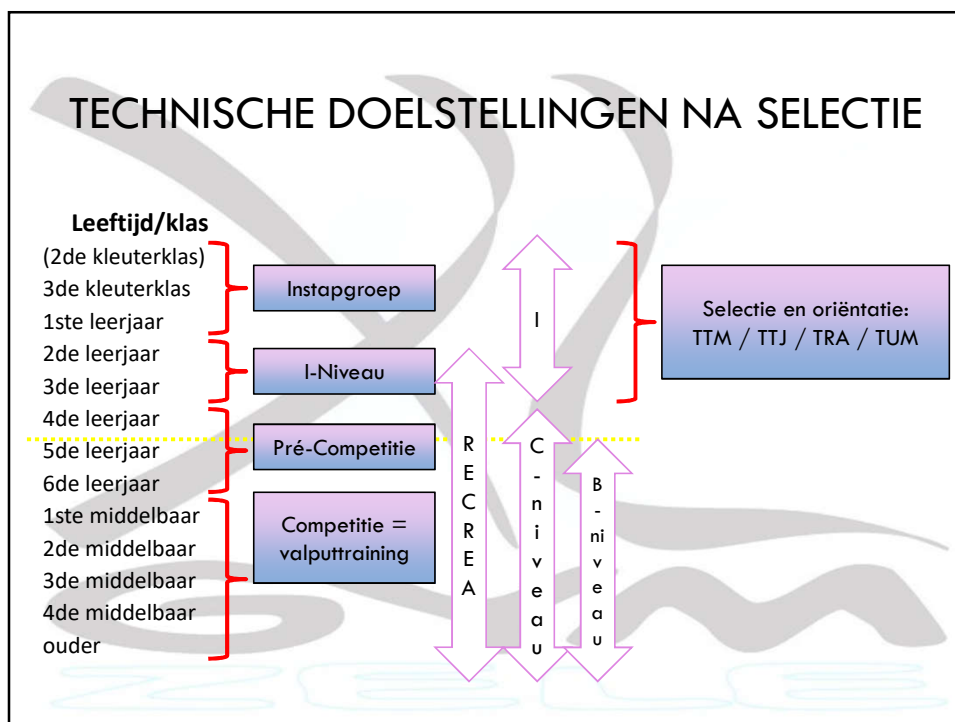 TECHNISCHE DOELSTELLINGEN NA SELECTIE
Leeftijd/klas
(2de kleuterklas)
3de kleuterklas
1ste leerjaar
2de leerjaar
3de leerjaar
4de leerjaar
5de leerjaar
6de leerjaar
1ste middelbaar
2de middelbaar
3de middelbaar
4de middelbaar
ouder
Instapgroep
I-Niveau
Pré-Competitie
Competitie =
valputtraining
RECREA
I
C-niveau
B-niveau
Selectie en oriëntatie:
TTM / TTJ / TRA / TUM
ZELE